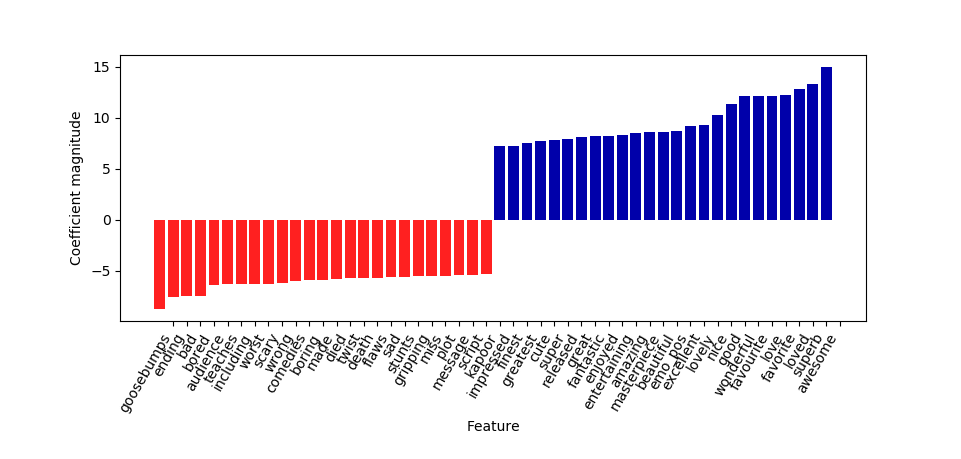 15
10
5
0
−5
Coefficient magnitude
goosebumps
ending
bad
bored
audience
teaches
including
worst
scary
wrong
comedies
boring
made
died
twist
death
flaws
sad
stunts
gripping
miss
plot
message
script
kapoor
impressed
finest
greatest
cute
super
released
great
fantastic
enjoyed
entertaining
amazing
masterpiece
beautiful
emo pos
excellent
lovely
nice
good
wonderful
favourite
love
favorite
loved
superb
awesome
Feature